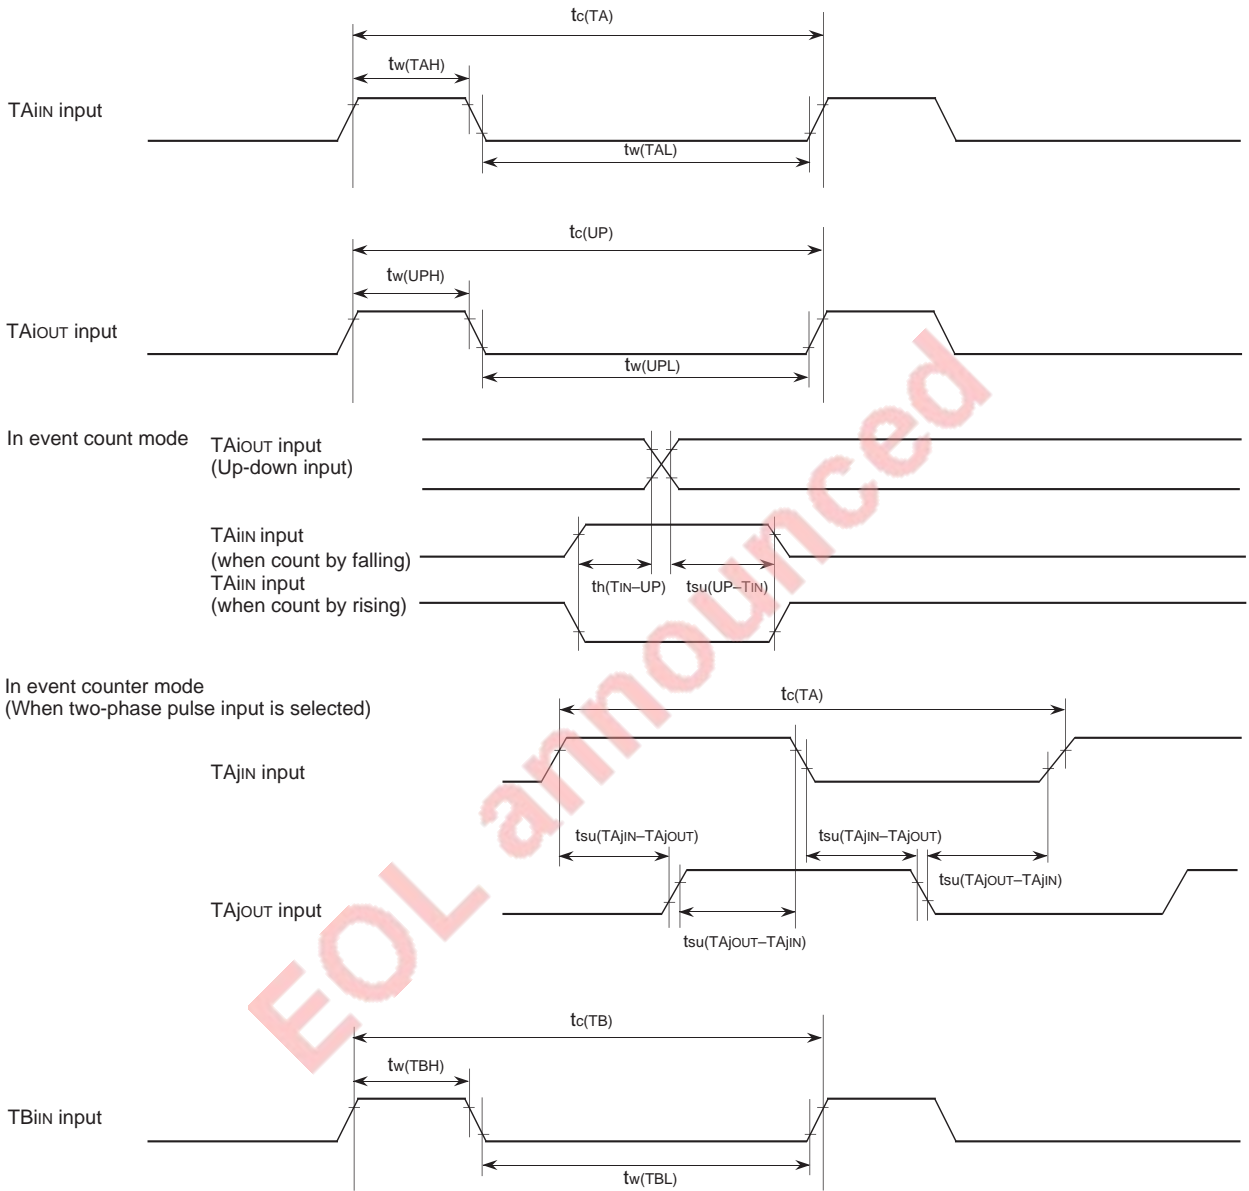 tc(TA)
tw(TAH)
TAiIN input
tw(TAL)
tc(UP)
tw(UPH)
TAiOUT input
tw(UPL)
In event count mode
TAiOUT input
(Up-down input)
TAiIN input
(when count by falling)
th(TIN–UP)
tsu(UP–TIN)
TAiIN input
(when count by rising)
In event counter mode
(When two-phase pulse input is selected)
tc(TA)
TAjIN input
tsu(TAjIN–TAjOUT)
tsu(TAjIN–TAjOUT)
tsu(TAjOUT–TAjIN)
TAjOUT input
tsu(TAjOUT–TAjIN)
tc(TB)
tw(TBH)
TBiIN input
tw(TBL)
EOL announced